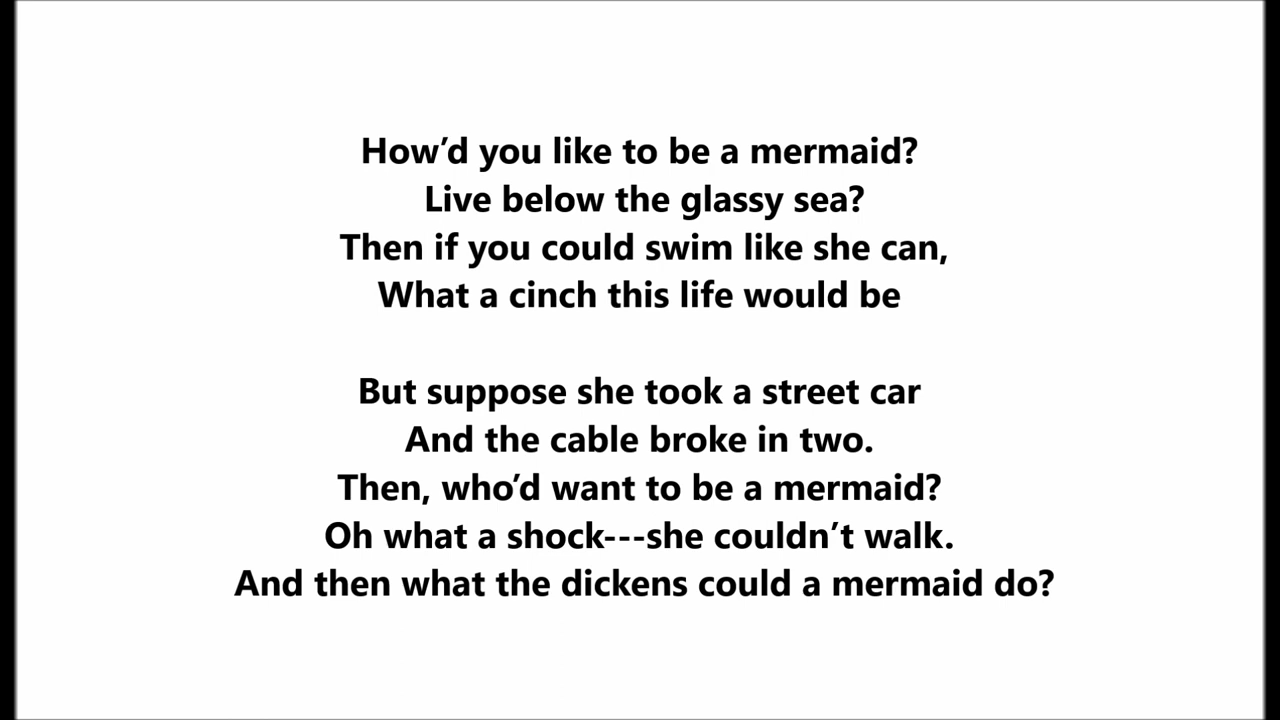 How’d you like to be a mermaid?
Live below the glassy sea?
Then if you could swim like she can,
What a cinch this life would be
But suppose she took a street car
And the cable broke in two.
Then, who’d want to be a mermaid?
Oh what a shock---she couldn’t walk.
And then what the dickens could a mermaid do?